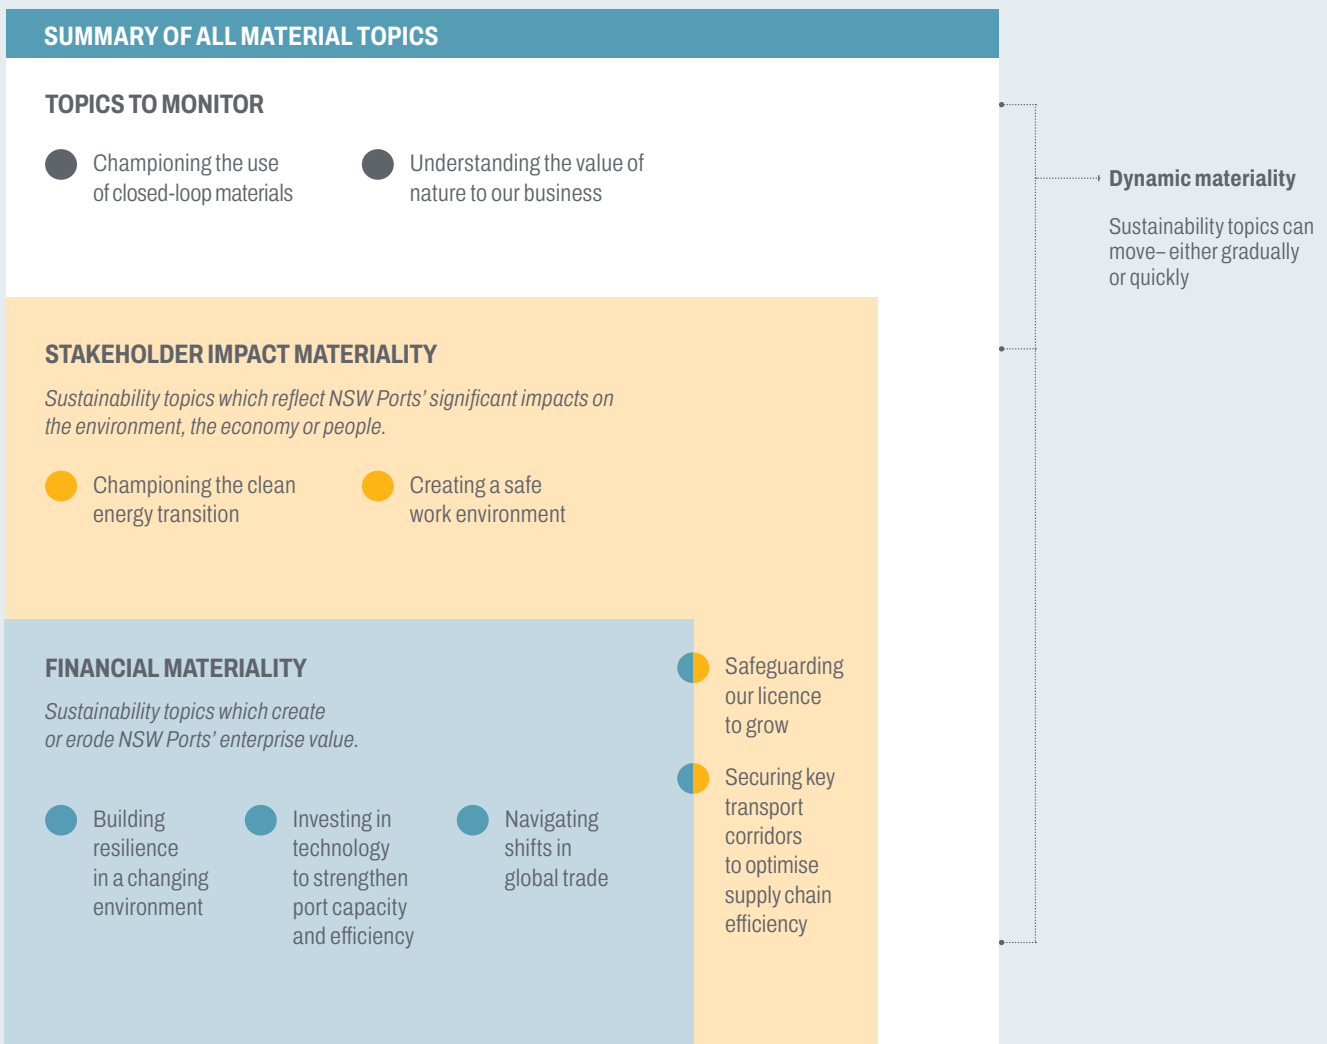 SUMMARY OF ALL MATERIAL TOPICS
TOPICS TO MONITOR
Championing the use
of closed-loop materials
Understanding the value of
nature to our business
Dynamic materiality
Sustainability topics can
move– either gradually
or quickly
STAKEHOLDER IMPACT MATERIALITY
Sustainability topics which reflect NSW Ports’ significant impacts on
the environment, the economy or people.
Championing the clean
energy transition
Creating a safe
work environment
FINANCIAL MATERIALITY
Sustainability topics which create
or erode NSW Ports’ enterprise value.
Building
resilience
in a changing
environment
Investing in
technology
to strengthen
port capacity
and efficiency
Navigating
shifts in
global trade
Safeguarding
our licence
to grow
Securing key
transport
corridors
to optimise
supply chain
efficiency